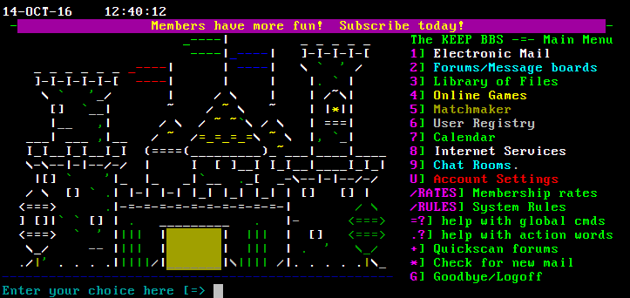 14-OCT-16 12:40:12
Members have more fun! Subscribe today!
The KEEP BBS -=- Main Menu
1] Electronic Mail
2] Forums/Message boards
3] Library of Files
4] Online Games
5] Matchmaker
6] User Registry
7] Calendar
8] Internet Services
9] Chat Rooms.
U] Account Settings
/RATES] Membership rates
/RULES] System Rules
=?] help with global cmds
.?] help with action words
+] Quickscan forums
*] Check for new mail
G] Goodbye/Logoff
Enter your choice here [=>